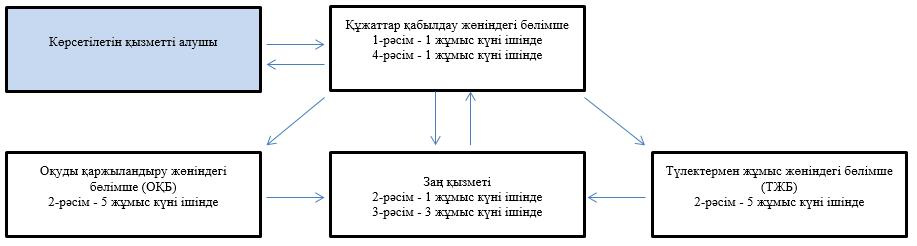 Көрсетілетін қызметті алушы
Құжаттар қабылдау жөніндегі бөлімше
1-рәсім - 1 жұмыс күні ішінде
4-рәсім - 1 жұмыс күні ішінде
Оқуды қаржыландыру жөніндегі
бөлімше (ОҚБ)
2-рәсім - 5 жұмыс күні ішінде
Заң қызметі
2-рәсім - 1 жұмыс күні ішінде
3-рәсім - 3 жұмыс күні ішінде
Түлектермен жұмыс жөніндегі бөлімше
(ТЖБ)
2-рәсім - 5 жұмыс күні ішінде